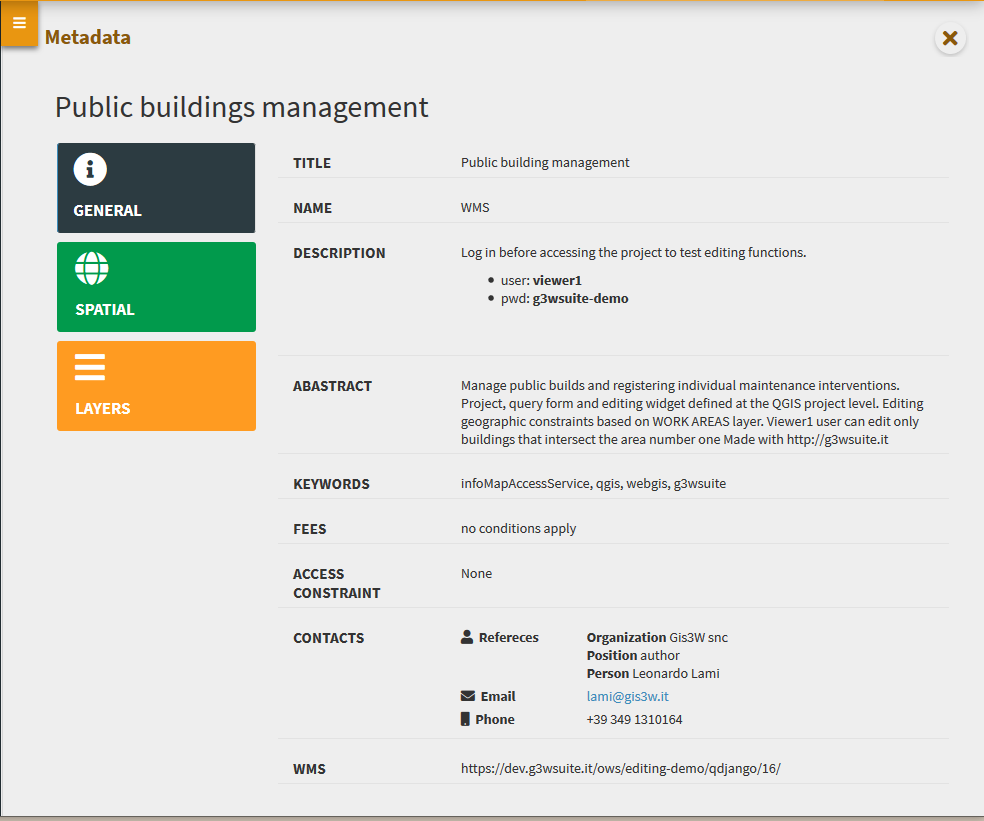 Metadata
Public buildings management
GENERAL
SPATIAL
LAYERS
TITLE Public building management
NAME WMS
DESCRIPTION Log in before accessing the project to test editing functions.
• user: viewer1
• pwd: g3wsuite-demo
ABASTRACT Manage public builds and registering individual maintenance interventions.
Project, query form and editing widget defined at the QGIS project level. Editing
geographic constraints based on WORK AREAS layer. Viewer1 user can edit only
buildings that intersect the area number one Made with http://g3wsuite.it
KEYWORDS infoMapAccessService, qgis, webgis, g3wsuite
FEES no conditions apply
ACCESS None
CONSTRAINT
CONTACTS Refereces Organization Gis3W snc
Position author
Person Leonardo Lami
Email lami@gis3w.it
Phone +39 349 1310164
WMS https://dev.g3wsuite.it/ows/editing-demo/qdjango/16/